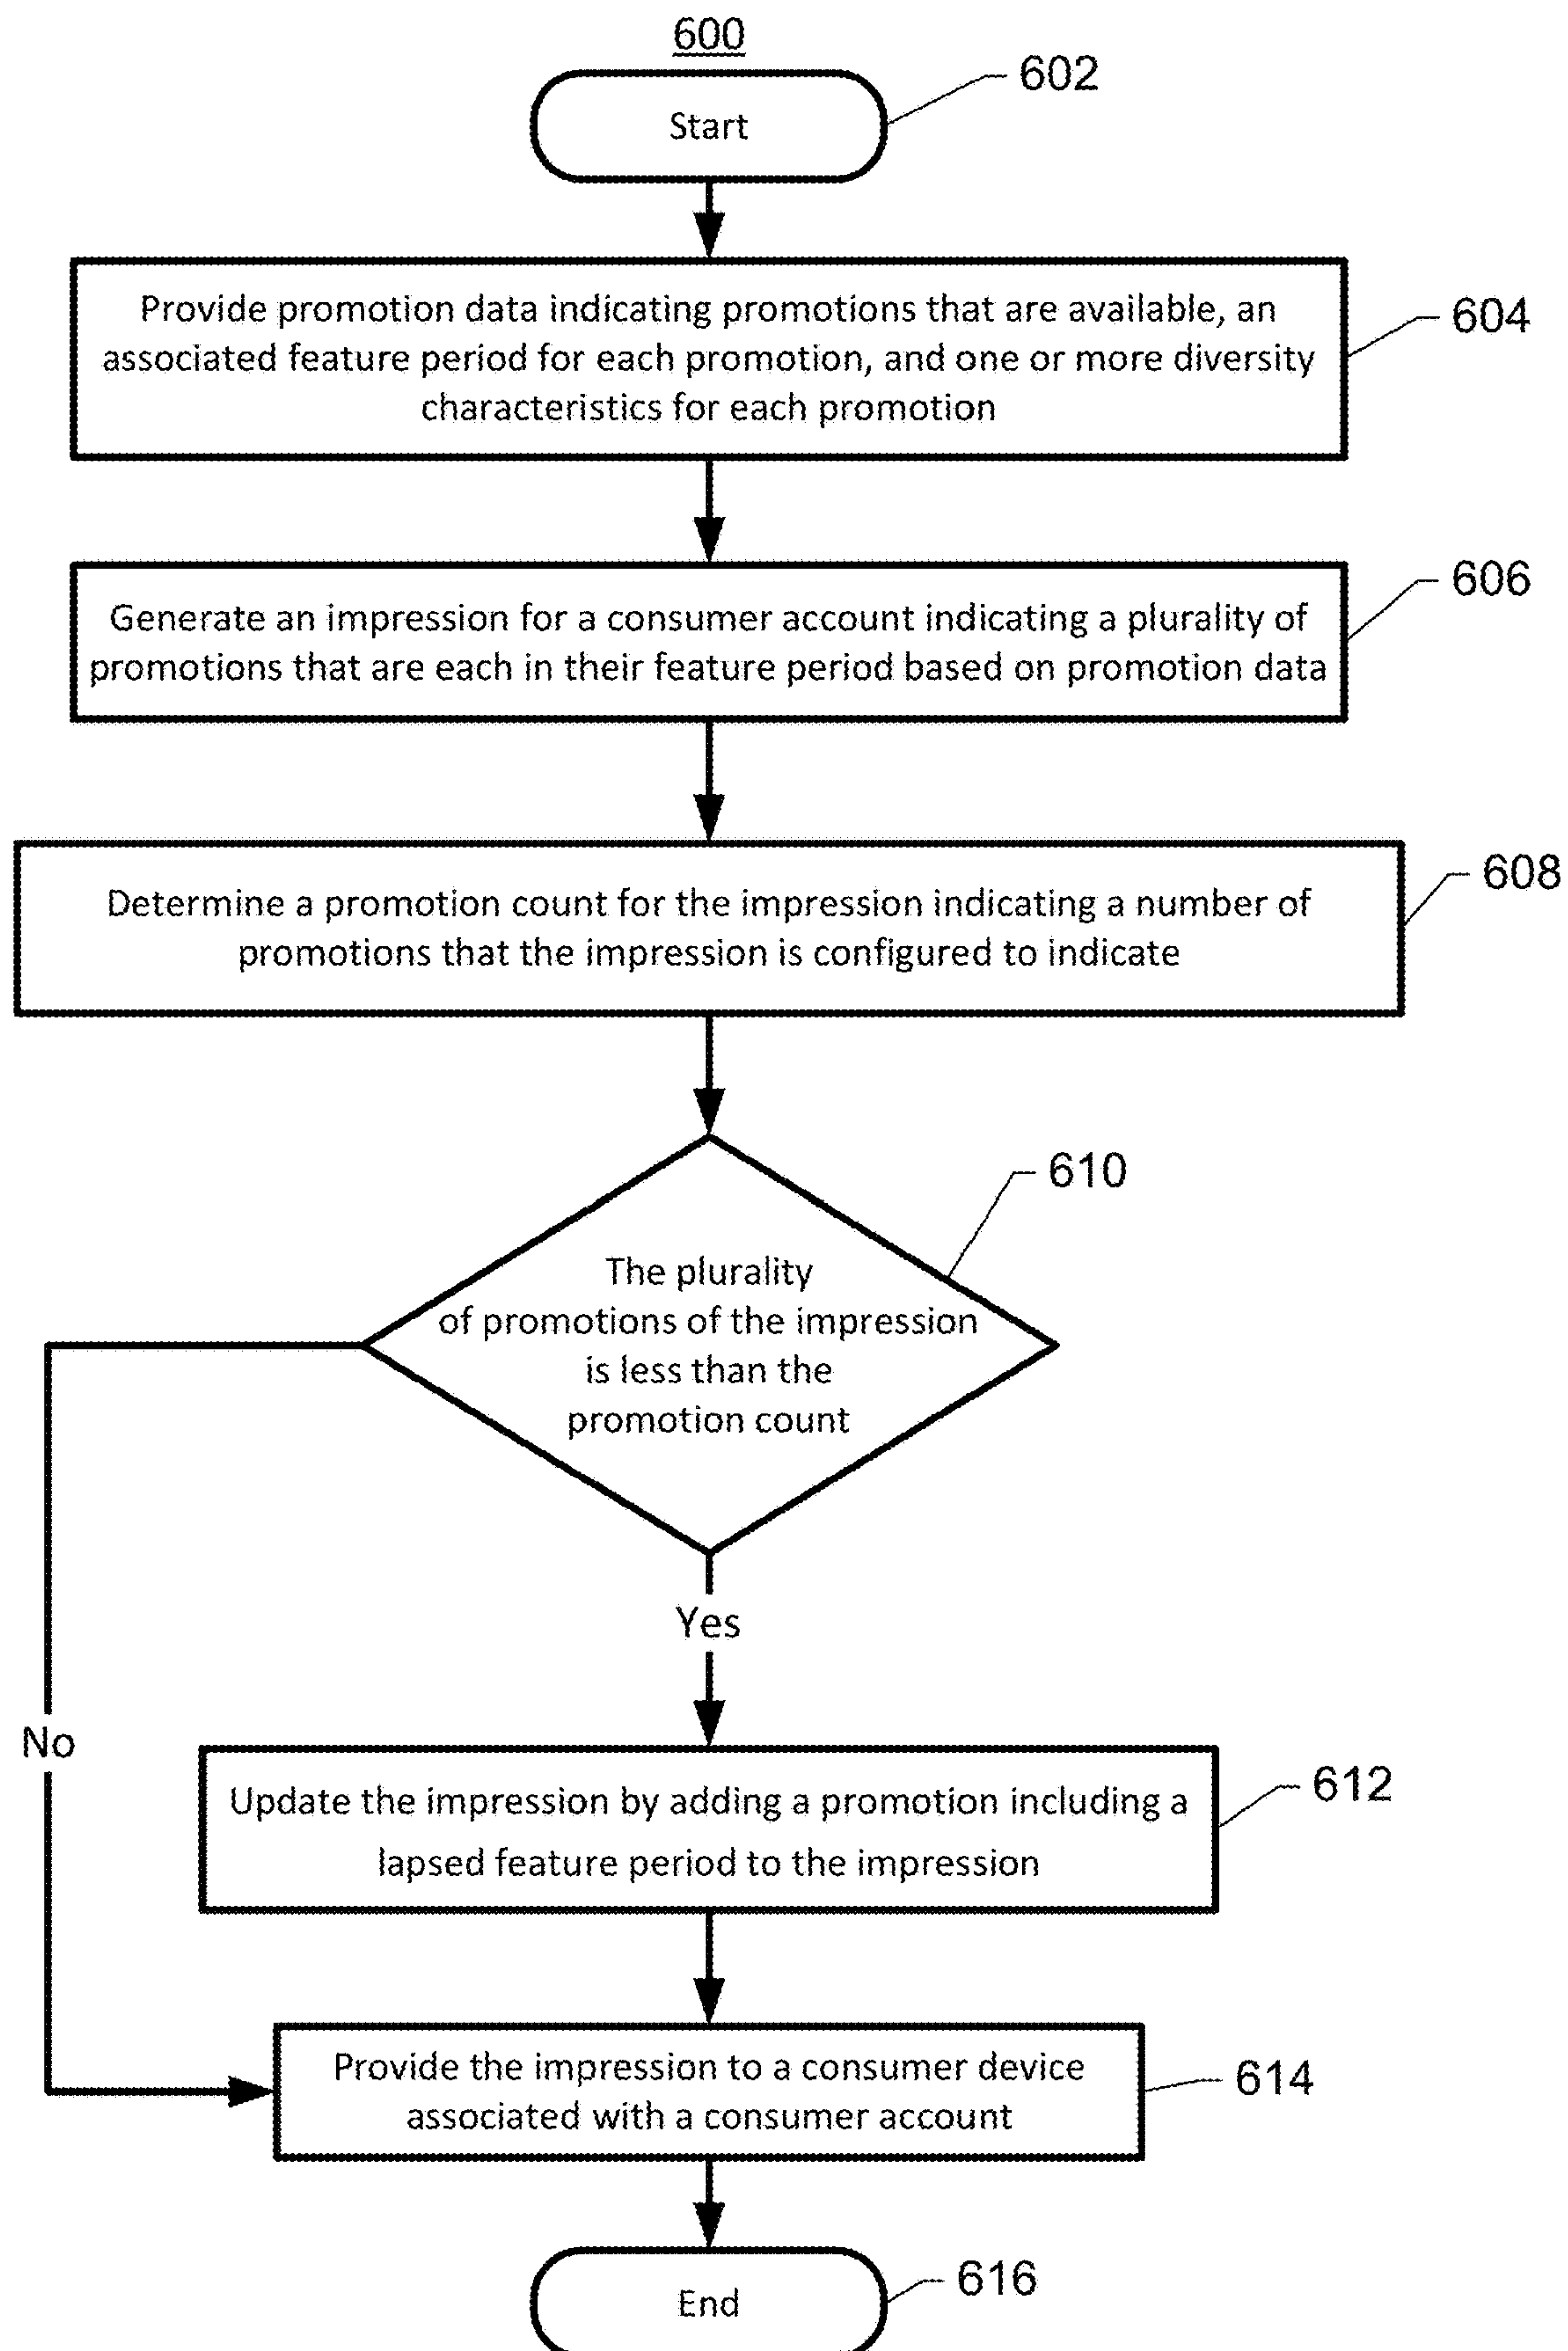 600
602
Start
604
Provide promotion data indicating promotions that are available, an
associated feature period for each promotion, and one or more diversity
characteristics for each promotion
606
Generate an impression for a consumer account indicating a plurality of
promotions that are each in their feature period based on promotion data
608
Determine a promotion count for the impression indicating a number of
promotions that the impression is configured to indicate
610
The plurality
of promotions of the impression
is less than the
promotion count
Yes
No
612
Update the impression by adding a promotion including a
lapsed feature period to the impression
614
Provide the impression to a consumer device
associated with a consumer account
616
End